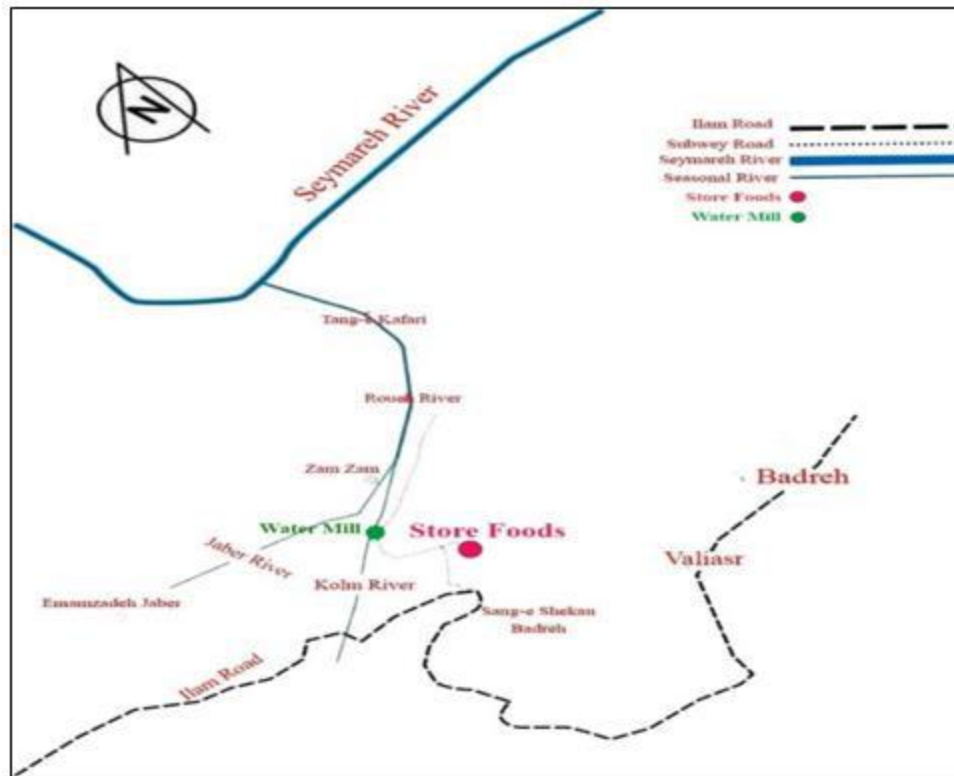 N
Seymareh River
Ilam Road
Subwey Road
Seymareh River
Seasonal River
Store Foods
Water Mill
Tang-e Kafari
River
Zam Zam
Badreh
Water Mill
Store Foods
Jaber River
Valiasr
Kolm River
Emamzadeh Jaber
Sang-e Shekan
Badreh
Ilam Road